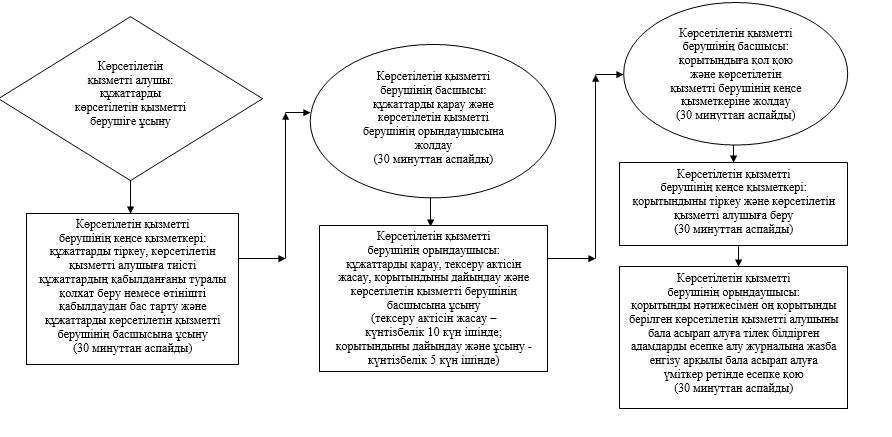 Көрсетілетін
қызметті алушы:
құжаттарды
көрсетілетін қызметті
берушіге ұсыну
Көрсетілетін қызметті
берушінің кеңсе қызметкері:
құжаттарды тіркеу, көрсетілетін
қызметті алушыға тиісті
құжаттардың қабылданғаны туралы
қолхат беру немесе өтінішті
қабылдаудан бас тарту және
құжаттарды көрсетілетін қызметті
берушінің басшысына ұсыну
(30 минуттан аспайды)
Көрсетілетін қызметті
берушінің басшысы:
құжаттарды қарау және
көрсетілетін қызметті
берушінің орындаушысына
жолдау
(30 минуттан аспайды)
Көрсетілетін қызметті
берушінің орындаушысы:
құжаттарды қарау, тексеру актісін
жасау, қорытындыны дайындау және
көрсетілетін қызметті берушінің
басшысына ұсыну
(тексеру актісін жасау –
күнтізбелік 10 күн ішінде;
қорытындыны дайындау және ұсыну -
күнтізбелік 5 күн ішінде)
Көрсетілетін қызметті
берушінің басшысы:
қорытындыға қол қою
және көрсетілетін
қызметті берушінің кеңсе
қызметкеріне жолдау
(30 минуттан аспайды)
Көрсетілетін қызметті
берушінің кеңсе қызметкері:
қорытындыны тіркеу және көрсетілетін
қызметті алушыға беру
(30 минуттан аспайды)
Көрсетілетін қызметті
берушінің орындаушысы:
қорытынды нәтижесімен оң қорытынды
берілген көрсетілетін қызметті алушыны
бала асырап алуға тілек білдірген
адамдарды есепке алу журналына жазба
енгізу арқылы бала асырап алуға
үміткер ретінде есепке қою
(30 минуттан аспайды)